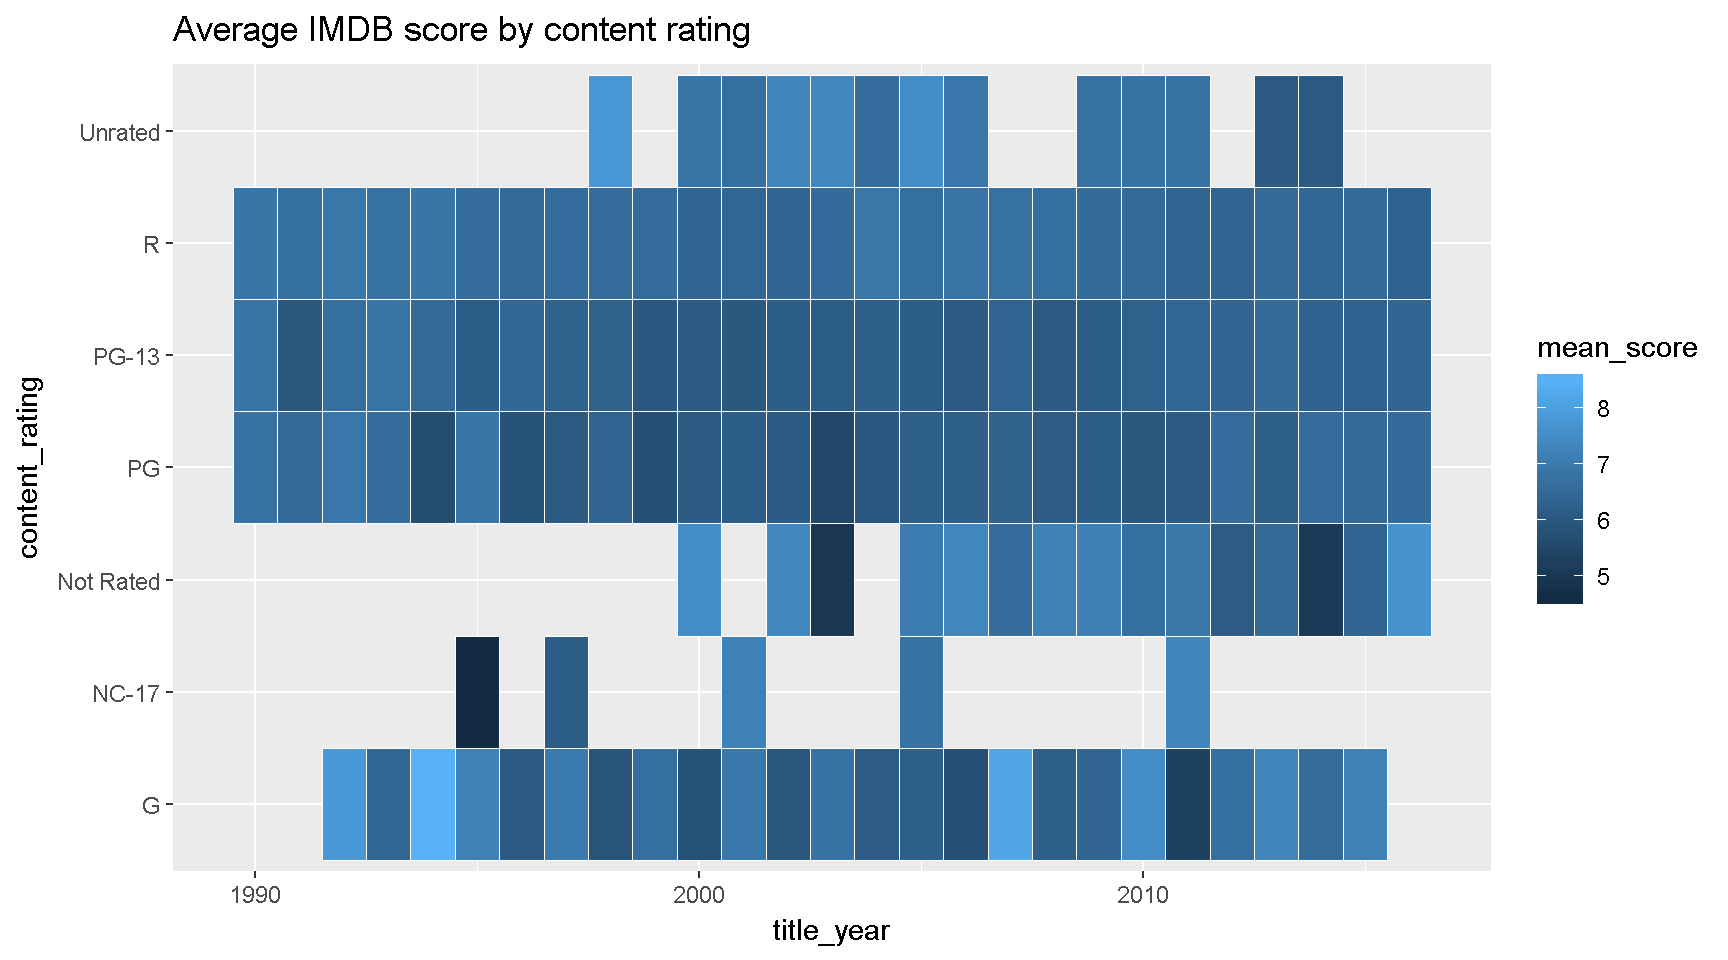 Average IMDB score by content rating
Unrated
R
PG-13
PG
Not Rated
NC-17
G
content_rating
1990
2000
2010
title_year
mean_score
8
7
6
5